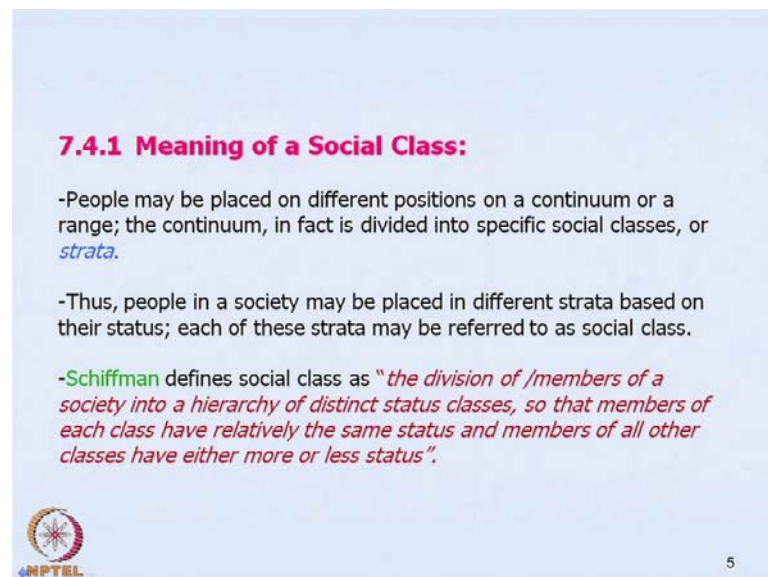 7.4.1 Meaning of a Social Class:
-People may be placed on different positions on a continuum or a
range; the continuum, in fact is divided into specific social classes, or
strata.
-Thus, people in a society may be placed in different strata based on
their status; each of these strata may be referred to as social class.
-Schiffman defines social class as “the division of /members of a
society into a hierarchy of distinct status classes, so that members of
each class have relatively the same status and members of all other
classes have either more or less status”.
NPTEL
5